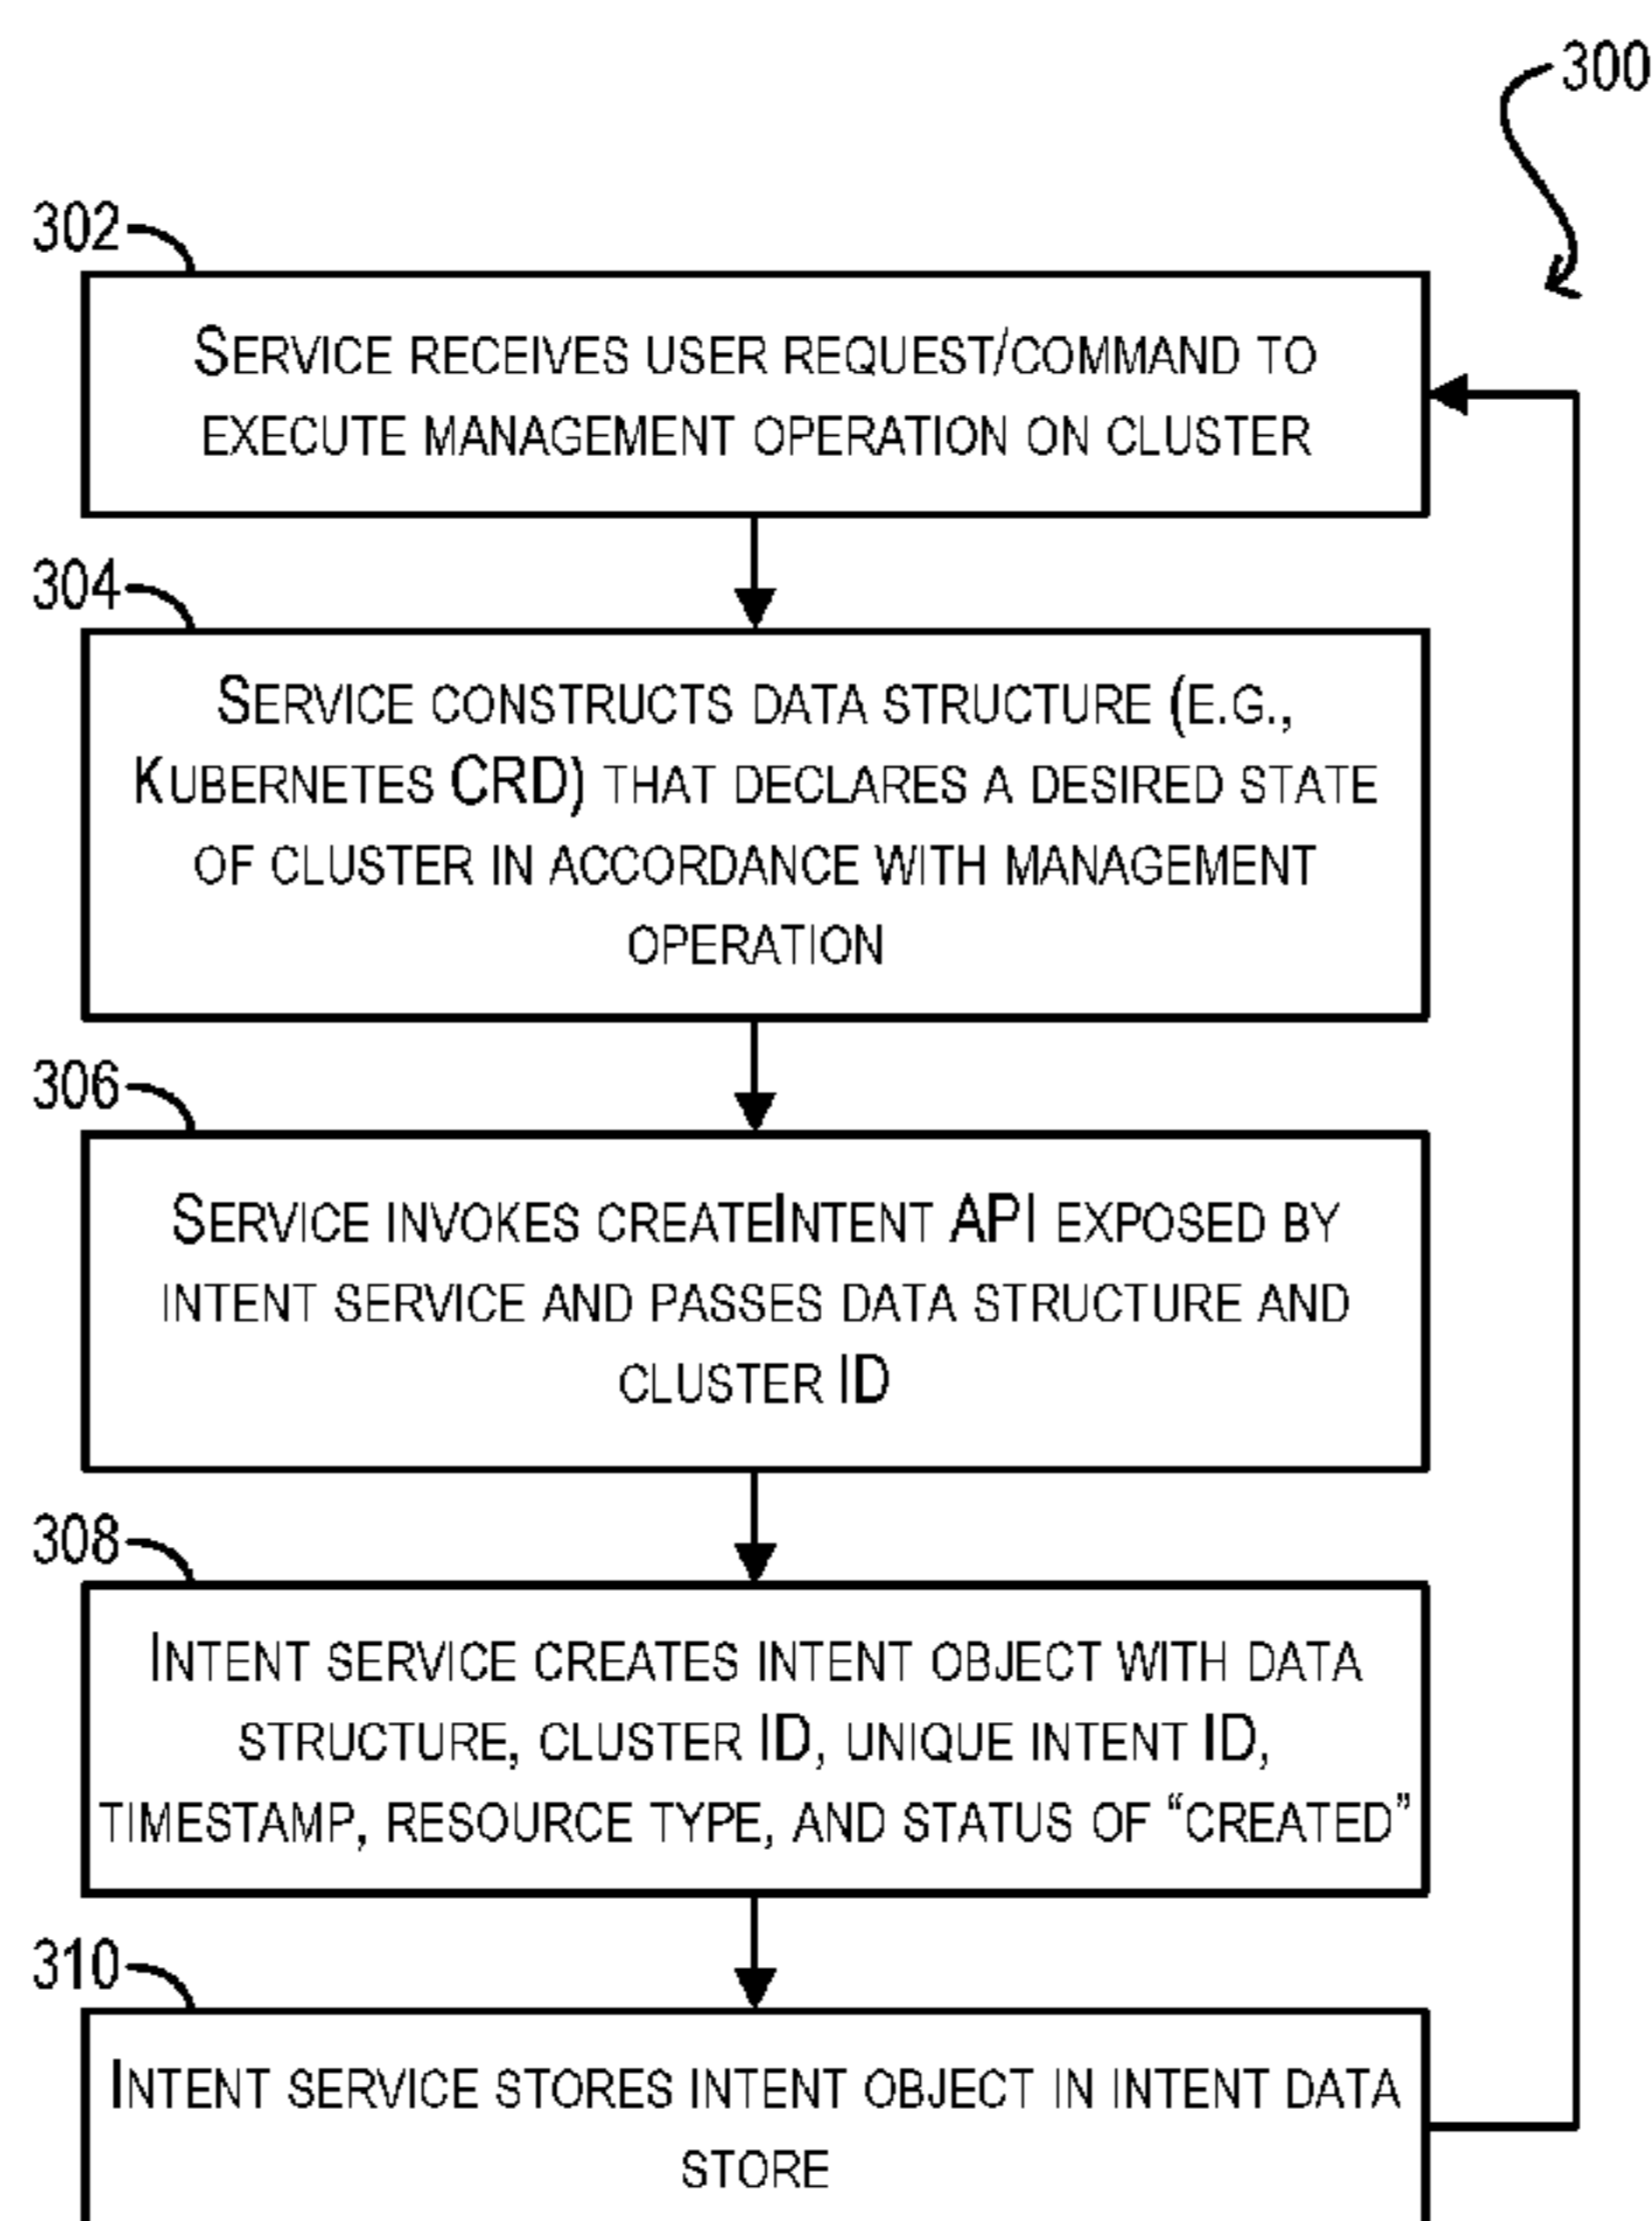 300
302
SERVICE RECEIVES USER REQUEST/COMMAND TO
EXECUTE MANAGEMENT OPERATION ON CLUSTER
304
SERVICE CONSTRUCTS DATA STRUCTURE (E.G.,
KUBERNETES CRD) THAT DECLARES A DESIRED STATE
OF CLUSTER IN ACCORDANCE WITH MANAGEMENT
OPERATION
306
SERVICE INVOKES CREATEINTENT API EXPOSED BY
INTENT SERVICE AND PASSES DATA STRUCTURE AND
CLUSTER ID
308
INTENT SERVICE CREATES INTENT OBJECT WITH DATA
STRUCTURE, CLUSTER ID, UNIQUE INTENT ID,
TIMESTAMP, RESOURCE TYPE, AND STATUS OF “CREATED”
310
INTENT SERVICE STORES INTENT OBJECT IN INTENT DATA
STORE